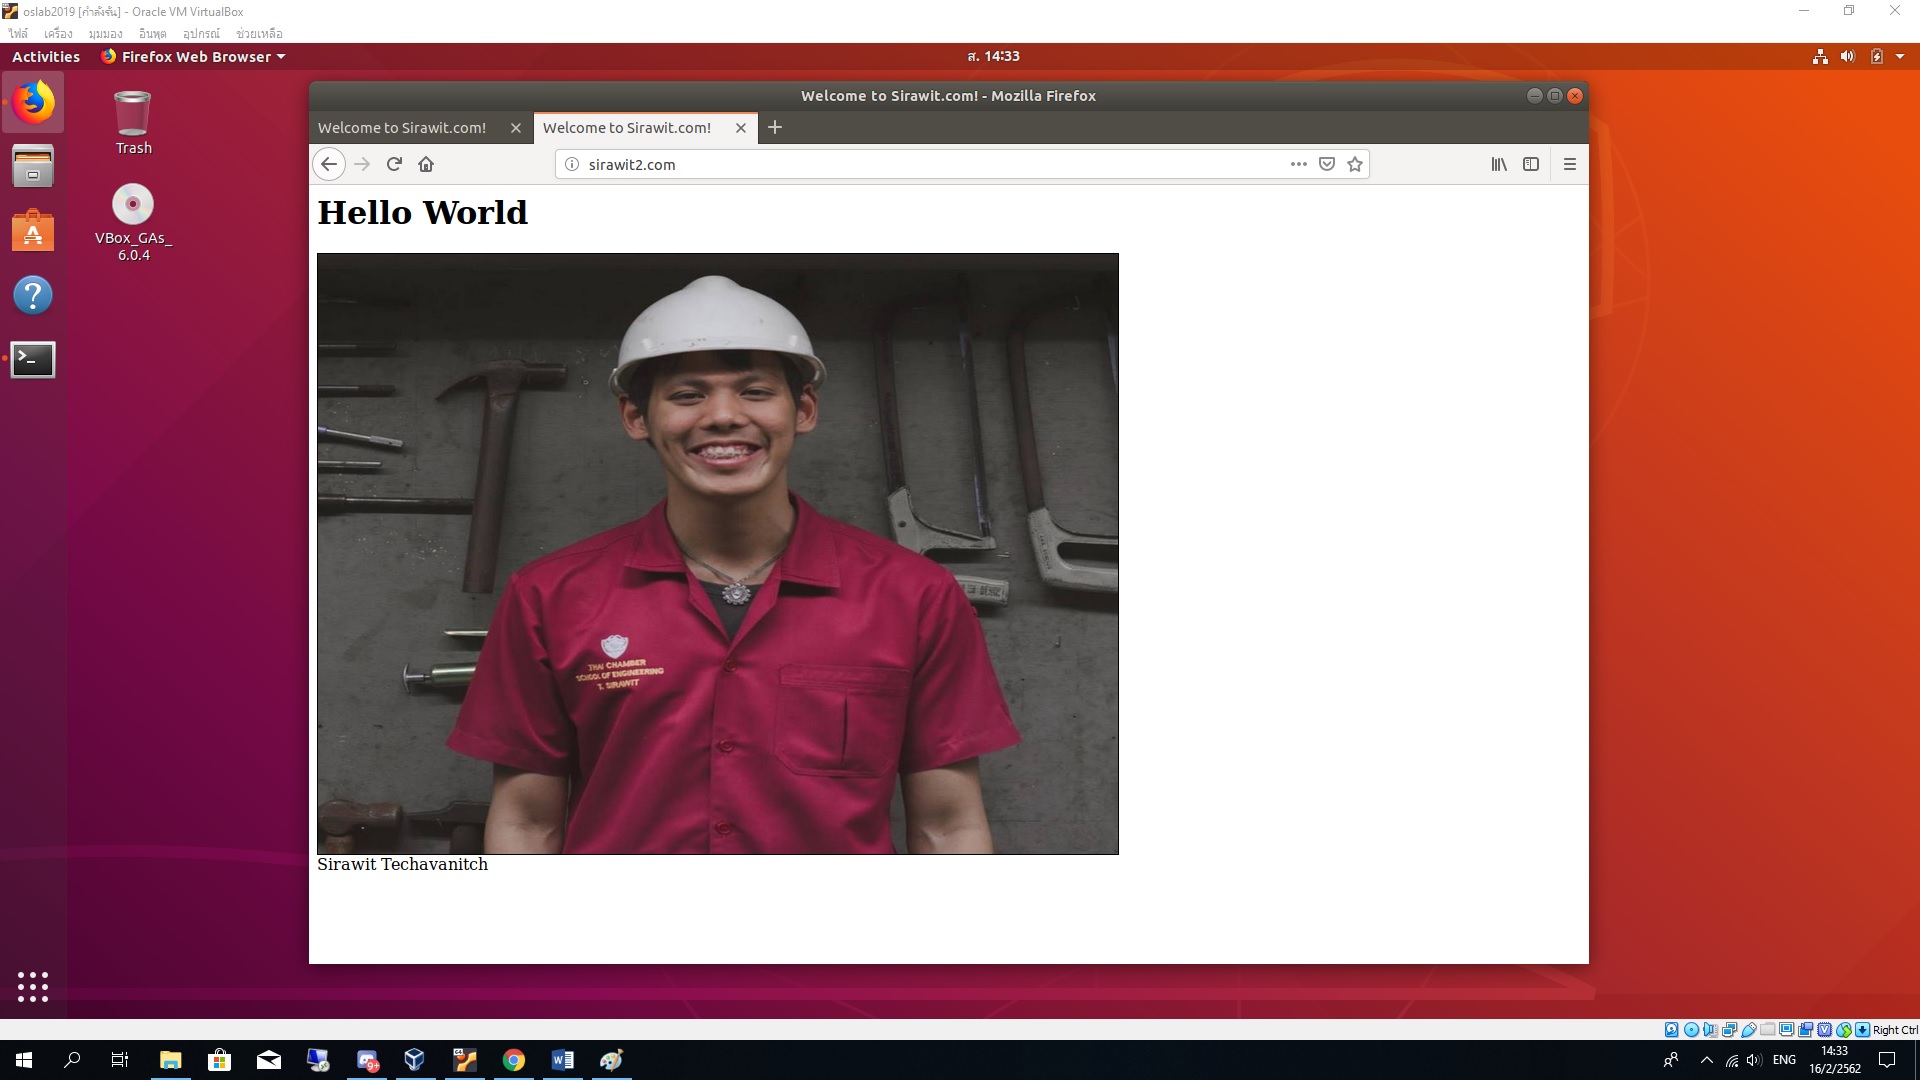 oslab2019 [กำลังรัน] - Oracle VM VirtualBox
ไฟล์ เครื่อง มุมมอง อินพุต อุปกรณ์ ช่วยเหลือ
Activities Firefox Web Browser ส. 14:33
Welcome to Sirawit.com! - Mozilla Firefox
Welcome to Sirawit.com! Welcome to Sirawit.com!
sirawit2.com
Trash
VBox_GAs_
6.0.4
Hello World
THAI CHAMBER
SCHOOL OF ENGINEERING
T. SIRAWIT
Sirawit Techavanitch
Right Ctrl
9+
64
ENG
14:33
16/2/2562